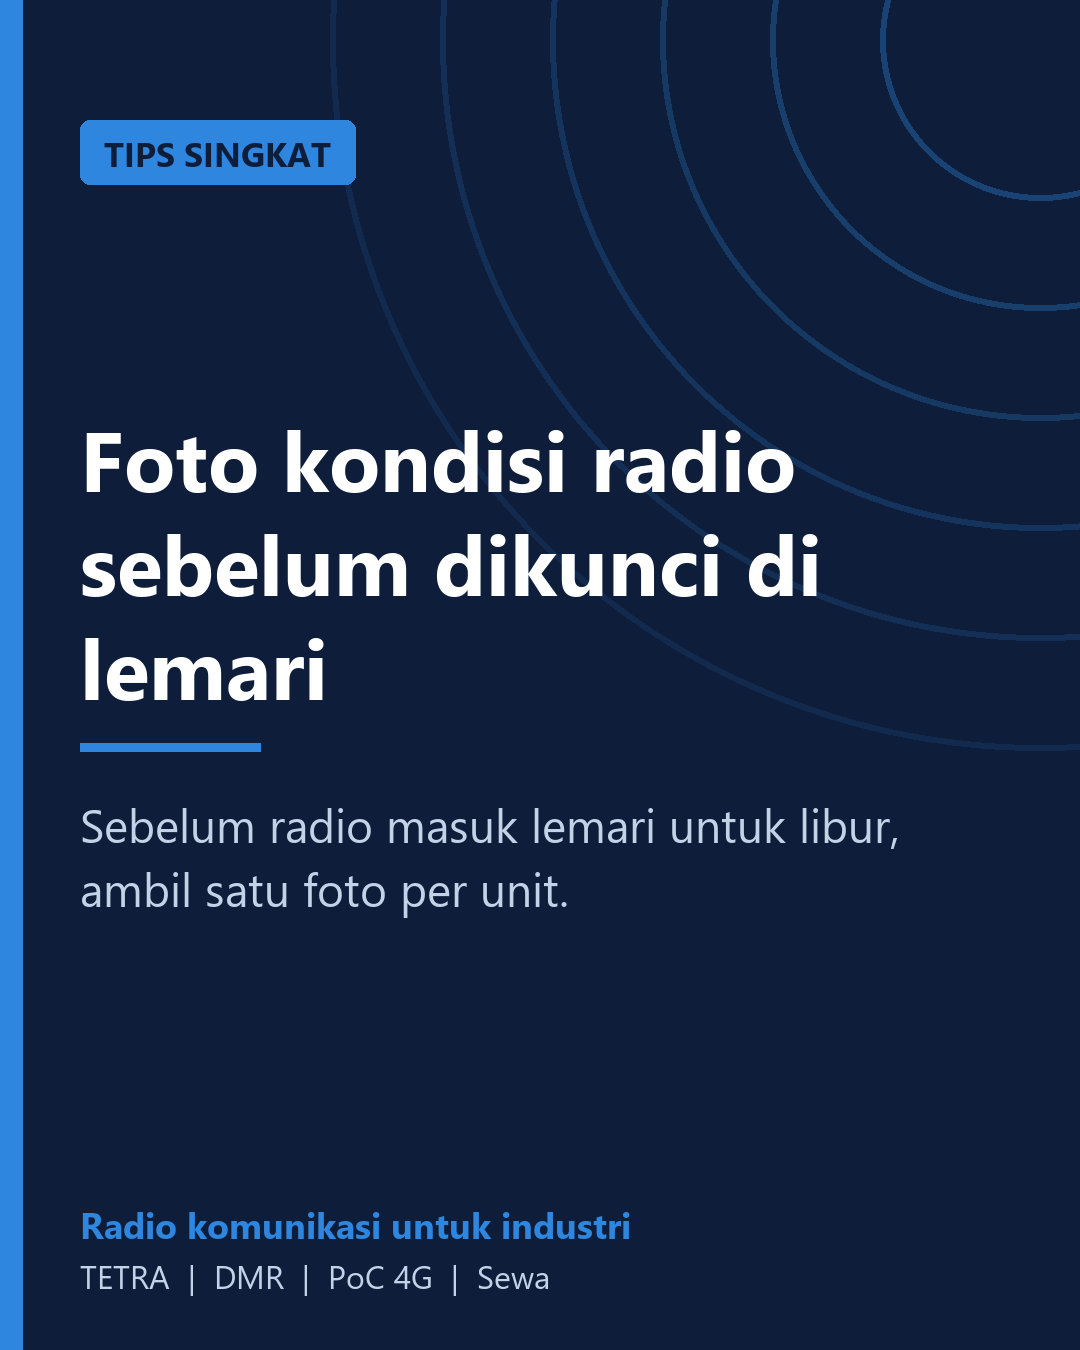 TIPS SINGKAT
Foto kondisi radio
sebelum dikunci di
lemari
Sebelum radio masuk lemari untuk libur,
ambil satu foto per unit.
Radio komunikasi untuk industri
TETRA | DMR | PoC 4G | Sewa